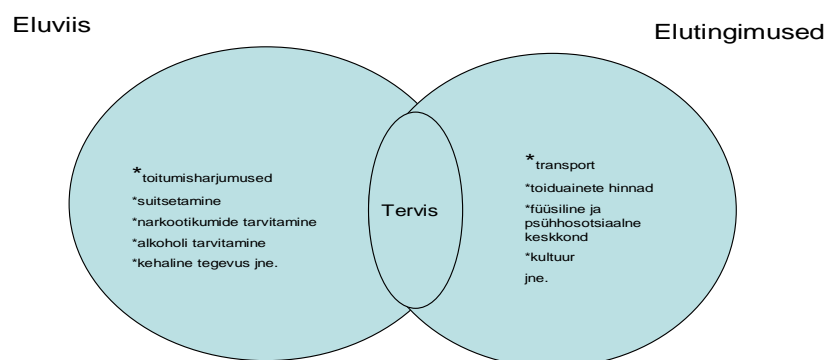 Eluviis
Elutingimused
*toitumisharjumused
*suitsetamine
*narkootikumide tarvitamine
*alkoholi tarvitamine
*kehaline tegevus jne.
Tervis
*transport
*toiduainete hinnad
*füüsiline ja
psühhosotsiaalne
keskkond
*kultuur
jne.